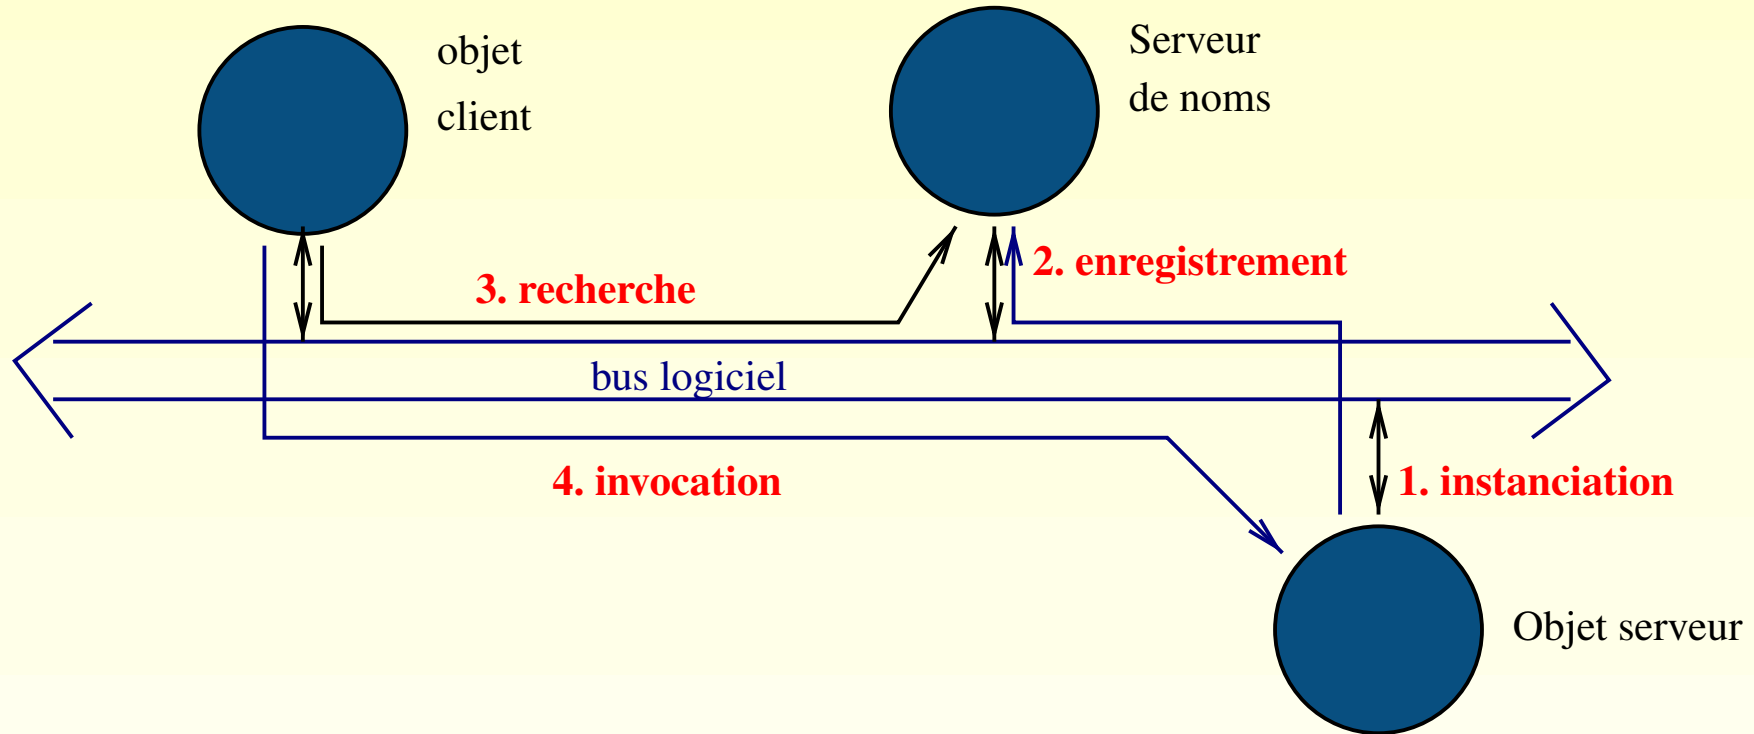 objet
client
Serveur
de noms
2. enregistrement
3. recherche
bus logiciel
4. invocation
1. instanciation
Objet serveur